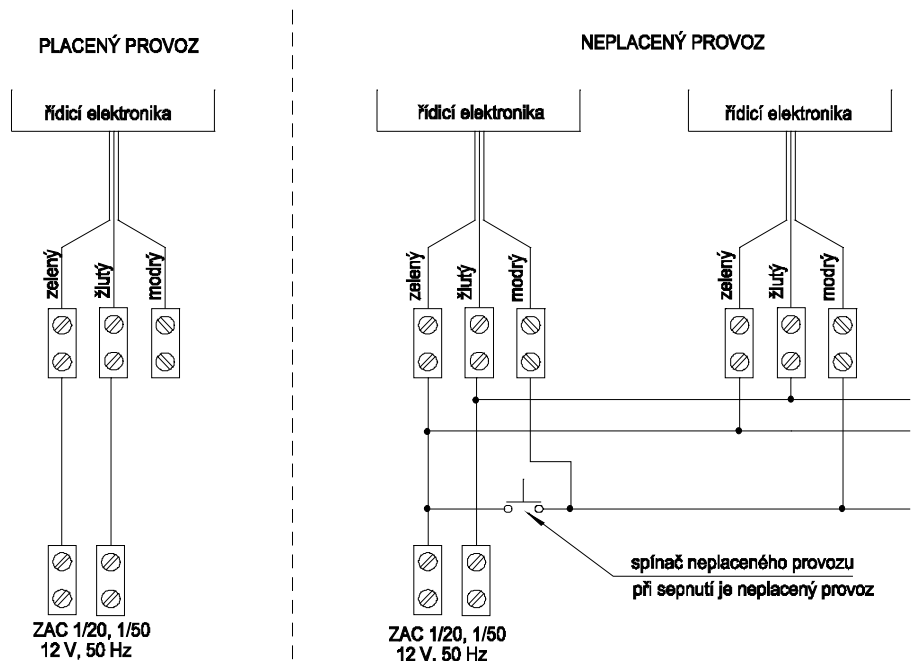 PLACENÝ PROVOZ
řídicí elektronika
zelený
žlutý
modrý
ZAC 1/20, 1/50
12 V, 50 Hz
NEPLACENÝ PROVOZ
řídicí elektronika
řídicí elektronika
zelený
žlutý
modrý
zelený
žlutý
modrý
spínač neplaceného provozu
při sepnutí je neplacený provoz
ZAC 1/20, 1/50
12 V, 50 Hz